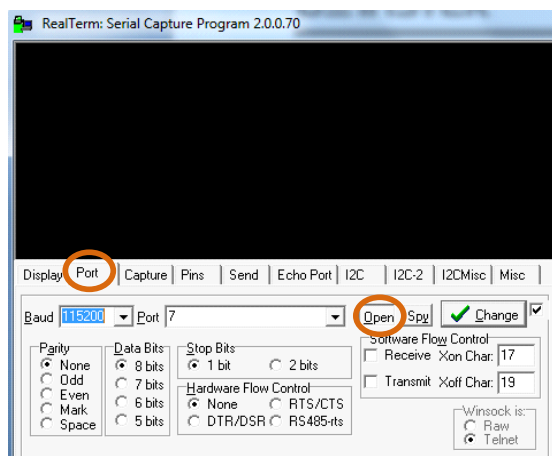 RealTerm: Serial Capture Program 2.0.0.70
Display Port Capture Pins Send Echo Port I2C I2C-2 I2CMisc Misc
Baud 115200 Port 7 Open Spy Change
Parity
None
Odd
Even
Mark
Space
Data Bits
8 bits
7 bits
6 bits
5 bits
Stop Bits
1 bit 2 bits
Hardware Flow Control
None RTS/CTS
DTR/DSR RS485-rts
Software Flow Control
Receive Xon Char: 17
Transmit Xoff Char: 19
Winsock is:
Raw
Telnet